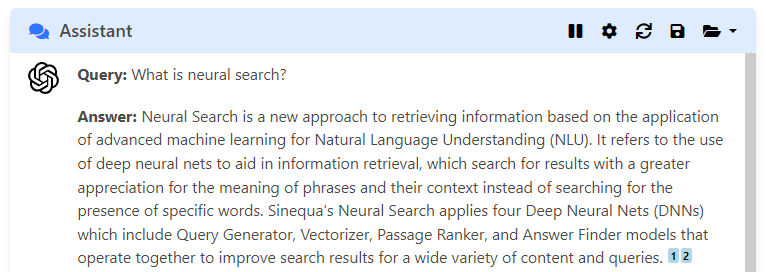 Assistant
Query: What is neural search?
Answer: Neural Search is a new approach to retrieving information based on the application
of advanced machine learning for Natural Language Understanding (NLU). It refers to the use
of deep neural nets to aid in information retrieval, which search for results with a greater
appreciation for the meaning of phrases and their context instead of searching for the
presence of specific words. Sinequa's Neural Search applies four Deep Neural Nets (DNNs)
which include Query Generator, Vectorizer, Passage Ranker, and Answer Finder models that
operate together to improve search results for a wide variety of content and queries. 1 2